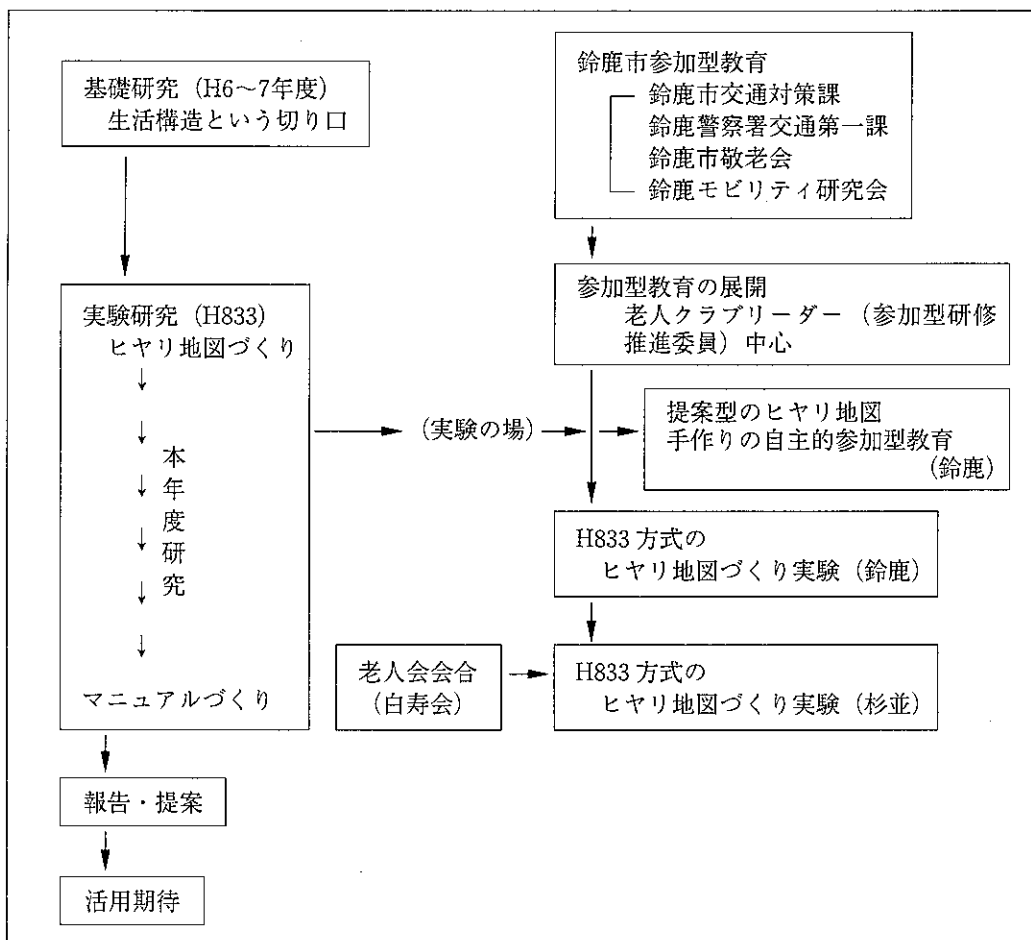 基礎研究（H6～7年度）
生活構造という切り口
実験研究（H833）
ヒヤリ地図づくり
本年度研究
マニュアルづくり
報告・提案
活用期待
鈴鹿市参加型教育
鈴鹿市交通対策課
鈴鹿警察署交通第一課
鈴鹿市敬老会
鈴鹿モビリティ研究会
参加型教育の展開
老人クラブリーダー（参加型研修
推進委員）中心
（実験の場）
提案型のヒヤリ地図
手作りの自主的参加型教育
（鈴鹿）
H833方式の
ヒヤリ地図づくり実験（鈴鹿）
老人会会合
（白寿会）
H833方式の
ヒヤリ地図づくり実験（杉並）